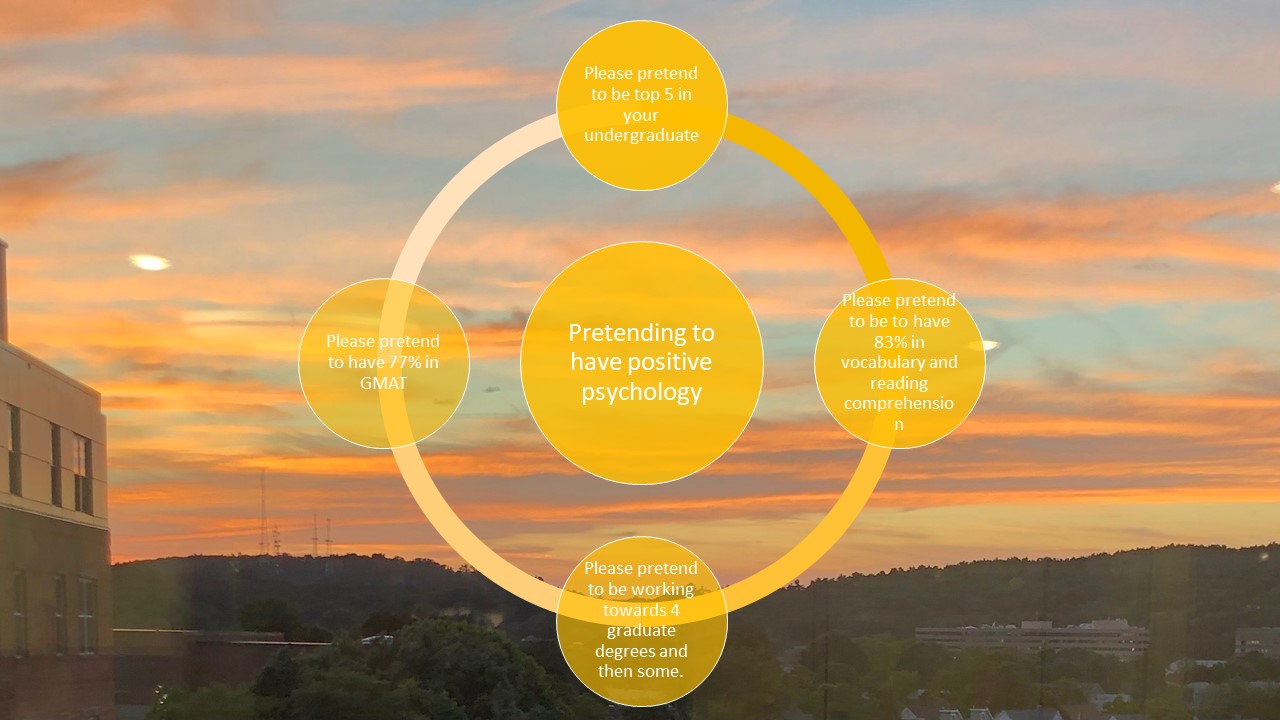 Please pretend
to be top 5 in
your
undergraduate
Pretending to
have positive
psychology
Please pretend
to be to have
83% in
vocabulary and
reading
comprehensio
n
Please pretend
to be working
towards 4
graduate
degrees and
then some.
Please pretend
to have 77% in
GMAT